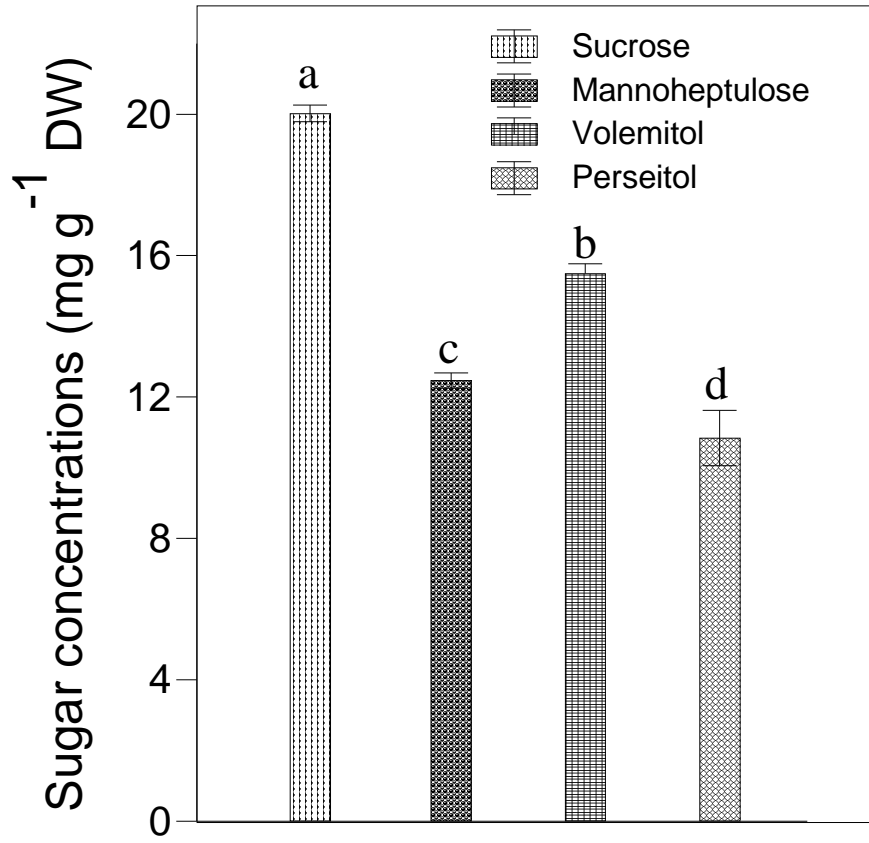 Sucrose
Mannoheptulose
Volemitol
Perseitol
a
b
c
d
20
16
12
8
4
0
Sugar concentrations (mg g -1 DW)